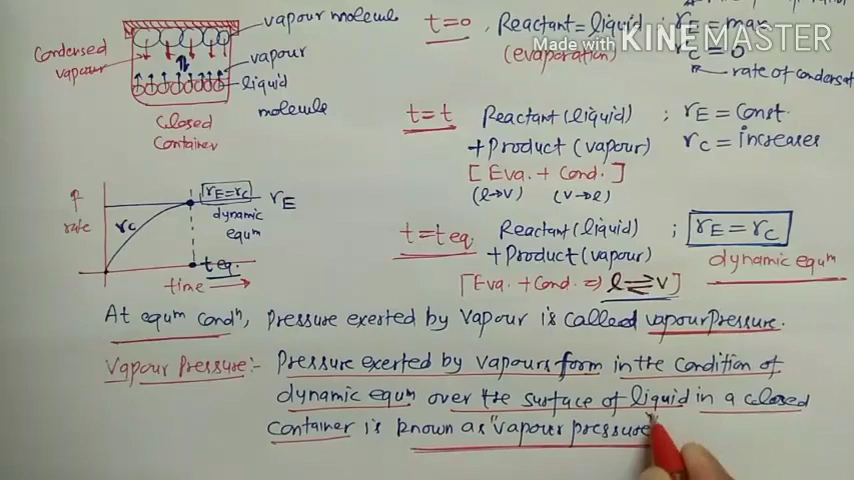 vapour molecule
Condensed
vapour
vapour
liquid
molecule
Closed
Container
t=0, Reactant=liquid ; rE = max
(evaporation) rC = 0
Made with KINEMASTER
rate of condensat
t=t Reactant (liquid) ; rE = Const.
+Product (vapour) rC = increases
[Eva. + Cond.]
(l→v) (v→l)
t=t eq. Reactant (liquid) ; rE = rC
+Product (vapour) dynamic equm
[Eva. + Cond. ⇒ l⇌v]
↑
rate
rC
rE=rC
rE
dynamic
equm
t eq.
time →
At equm condn, Pressure exerted by vapour is called vapour pressure.
Vapour Pressure:- Pressure exerted by vapours form in the condition of
dynamic equm over the surface of liquid in a closed
container is known as "vapour pressure"